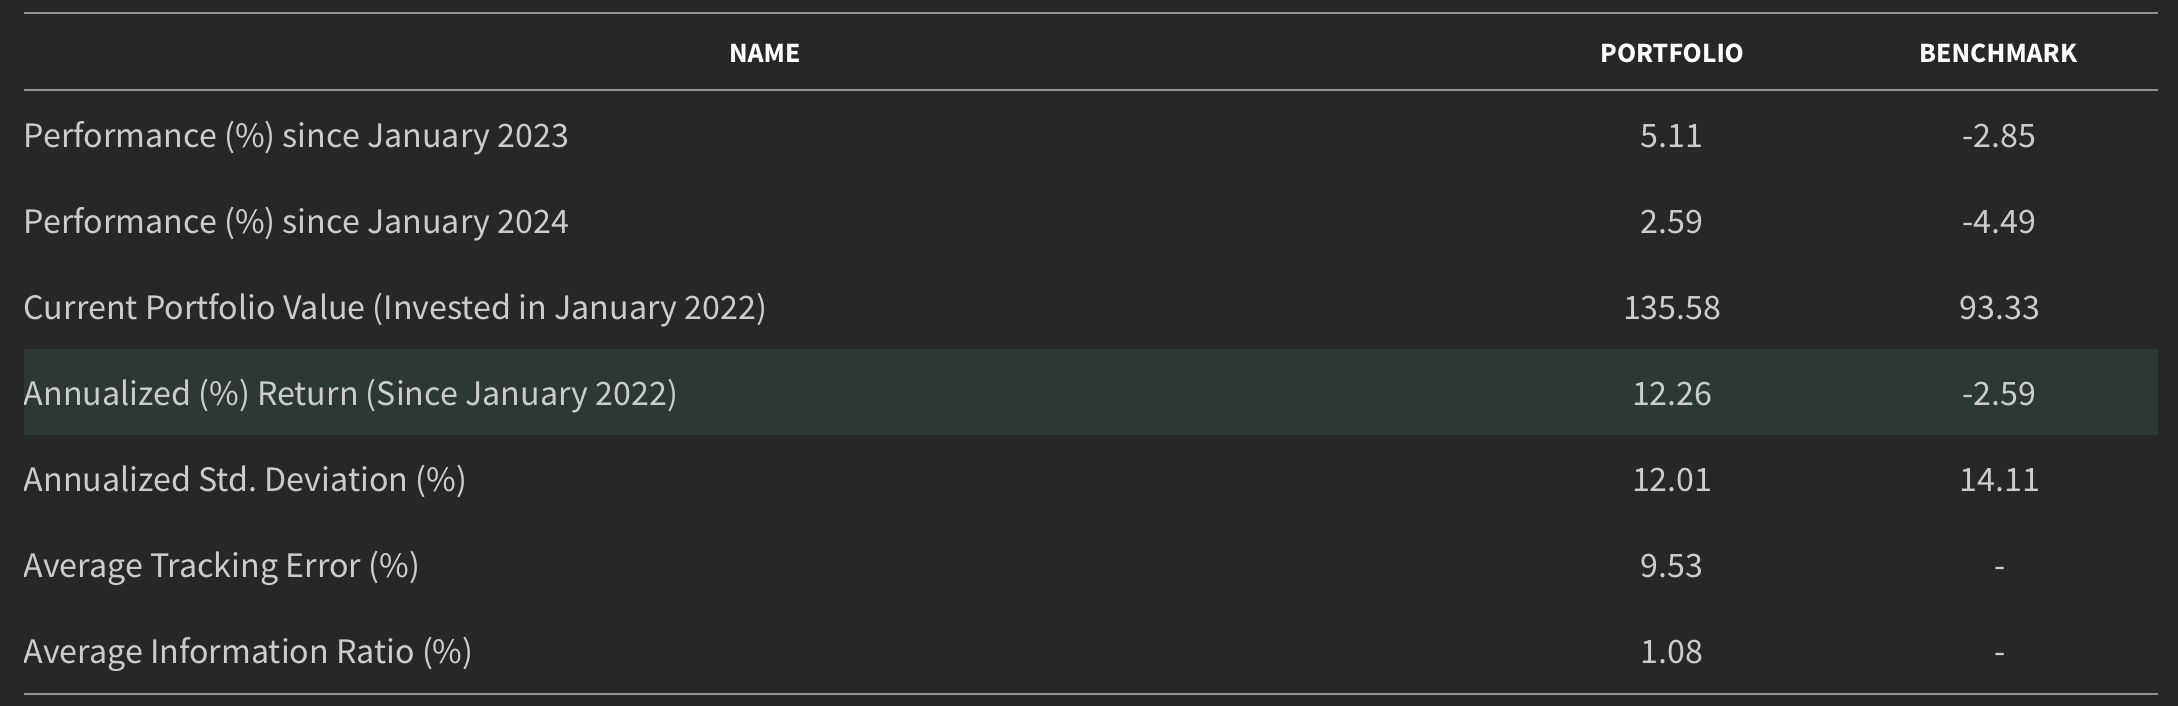 NAME PORTFOLIO BENCHMARK
Performance (%) since January 2023 5.11 -2.85
Performance (%) since January 2024 2.59 -4.49
Current Portfolio Value (Invested in January 2022) 135.58 93.33
Annualized (%) Return (Since January 2022) 12.26 -2.59
Annualized Std. Deviation (%) 12.01 14.11
Average Tracking Error (%) 9.53 -
Average Information Ratio (%) 1.08 -